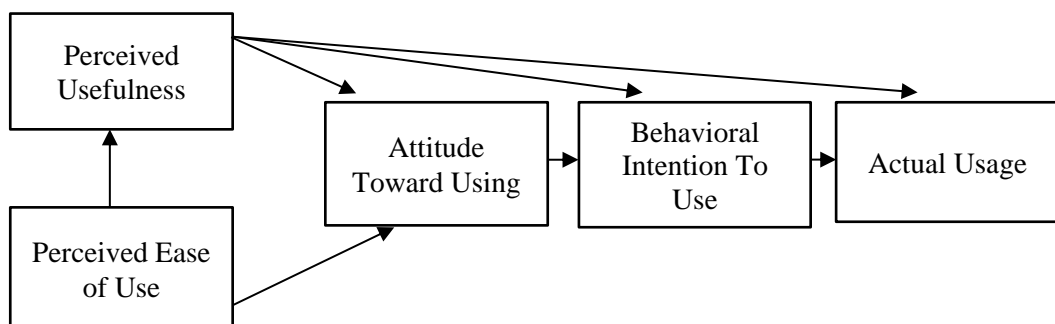 Perceived
Usefulness
Attitude
Toward Using
Behavioral
Intention To
Use
Actual Usage
Perceived Ease
of Use